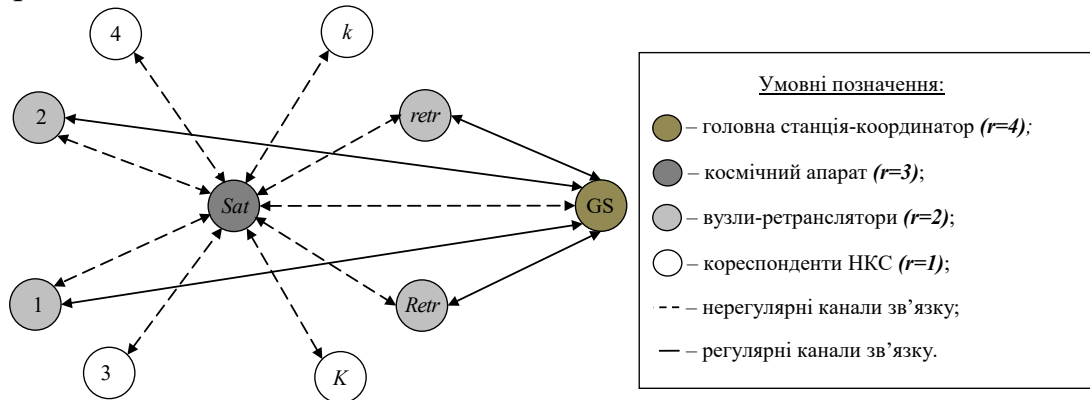 4
k
2
retr
Sat
GS
1
Retr
3
K
Умовні позначення:
– головна станція-координатор (r=4);
– космічний апарат (r=3);
– вузли-ретранслятори (r=2);
– кореспонденти НКС (r=1);
– нерегулярні канали зв’язку;
– регулярні канали зв’язку.